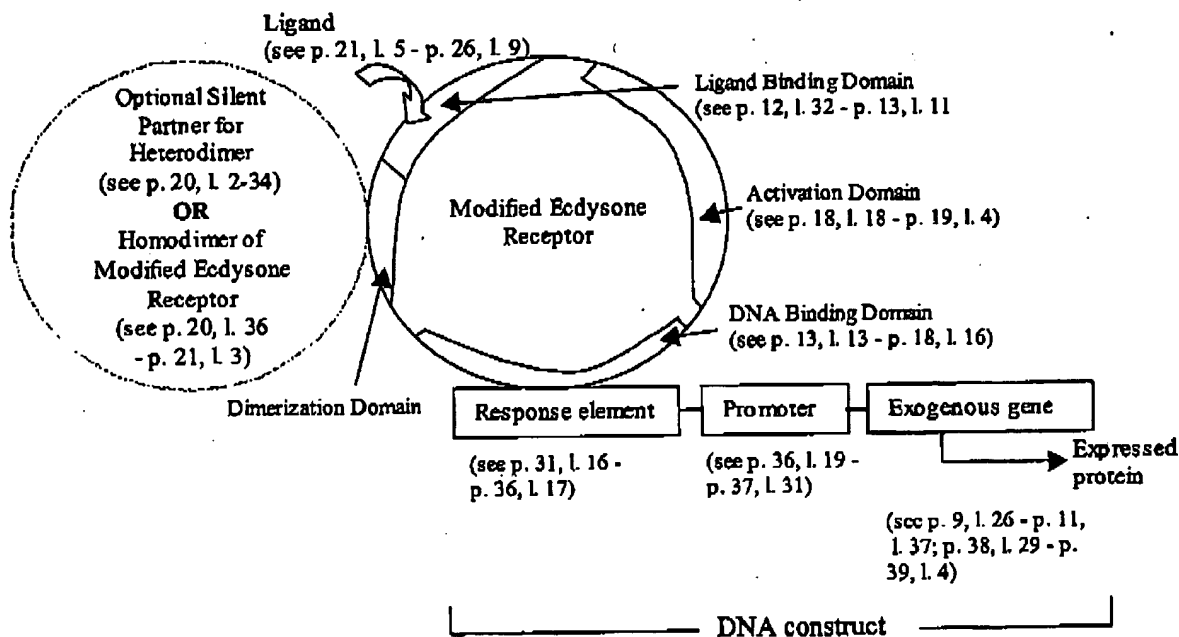 Ligand
(see p. 21, l. 5 - p. 26, l. 9)
Optional Silent
Partner for
Heterodimer
(see p. 20, l. 2-34)
OR
Homodimer of
Modified Ecdysone
Receptor
(see p. 20, l. 36
- p. 21, l. 3)
Modified Ecdysone
Receptor
Ligand Binding Domain
(see p. 12, l. 32 - p. 13, l. 11
Activation Domain
(see p. 18, l. 18 - p. 19, l. 4)
DNA Binding Domain
(see p. 13, l. 13 - p. 18, l. 16)
Dimerization Domain
Response element
Promoter
Exogenous gene
(see p. 31, l. 16 -
p. 36, l. 17)
(see p. 36, l. 19 -
p. 37, l. 31)
Expressed
protein
(see p. 9, l. 26 - p. 11,
l. 37; p. 38, l. 29 - p.
39, l. 4)
DNA construct